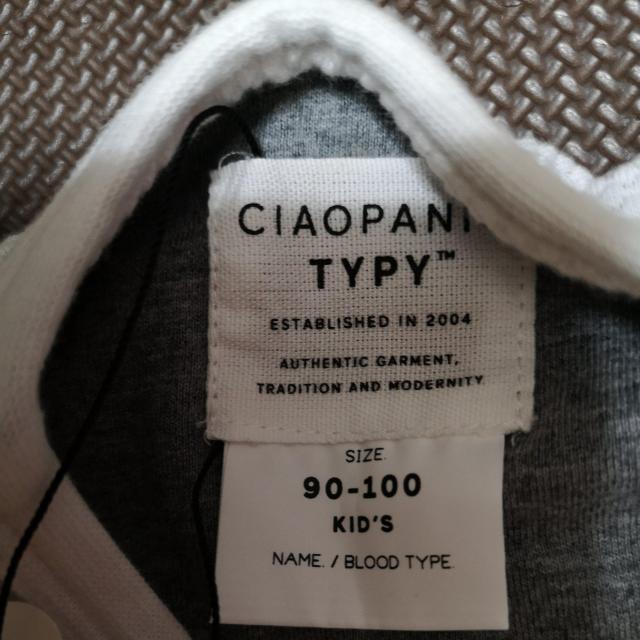 CIAOPANI
TYPY™
ESTABLISHED IN 2004
AUTHENTIC GARMENT,
TRADITION AND MODERNITY
SIZE.
90-100
KID'S
NAME. / BLOOD TYPE.